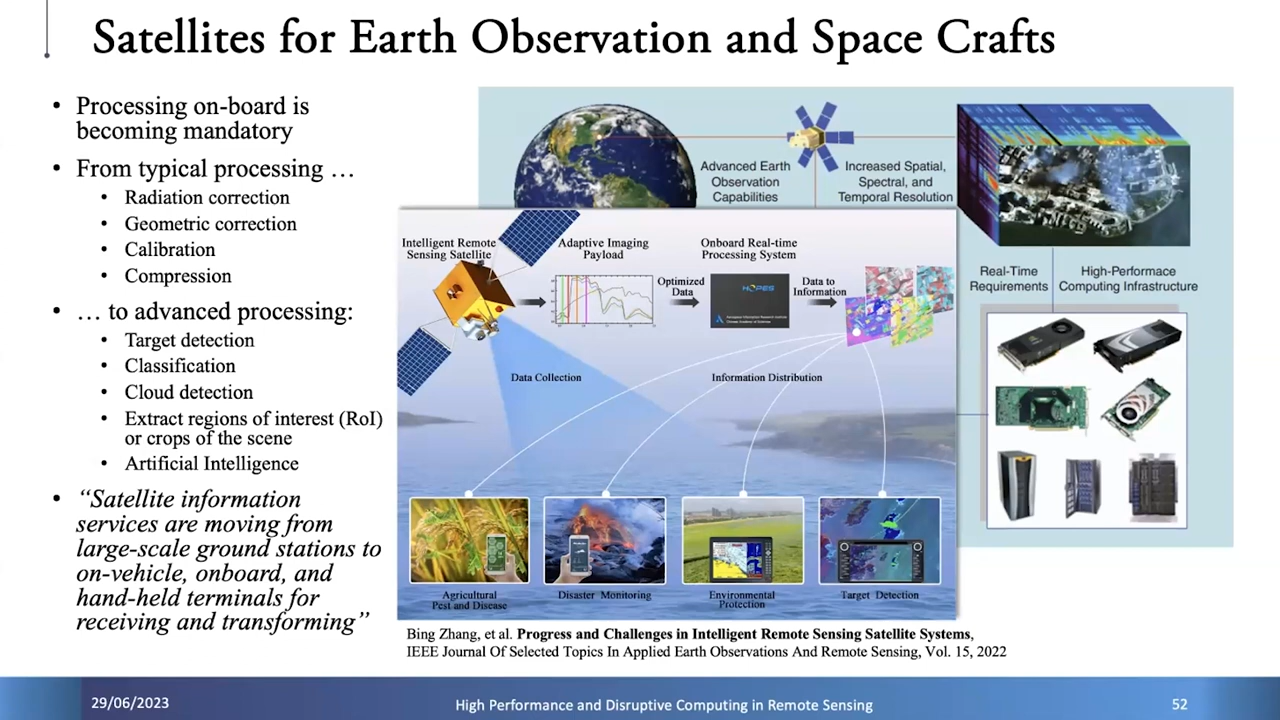 Satellites for Earth Observation and Space Crafts
• Processing on-board is
becoming mandatory
• From typical processing …
• Radiation correction
• Geometric correction
• Calibration
• Compression
• … to advanced processing:
• Target detection
• Classification
• Cloud detection
• Extract regions of interest (RoI)
or crops of the scene
• Artificial Intelligence
• “Satellite information
services are moving from
large-scale ground stations to
on-vehicle, onboard, and
hand-held terminals for
receiving and transforming”
Advanced Earth
Observation
Capabilities
Increased Spatial,
Spectral, and
Temporal Resolution
Real-Time
Requirements
High-Performace
Computing Infrastructure
Intelligent Remote
Sensing Satellite
Adaptive Imaging
Payload
Onboard Real-time
Processing System
Optimized
Data
Data to
Information
HOPES
Data Collection
Information Distribution
Agricultural
Pest and Disease
Disaster Monitoring
Environmental
Protection
Target Detection
Bing Zhang, et al. Progress and Challenges in Intelligent Remote Sensing Satellite Systems,
IEEE Journal Of Selected Topics In Applied Earth Observations And Remote Sensing, Vol. 15, 2022
29/06/2023
High Performance and Disruptive Computing in Remote Sensing
52